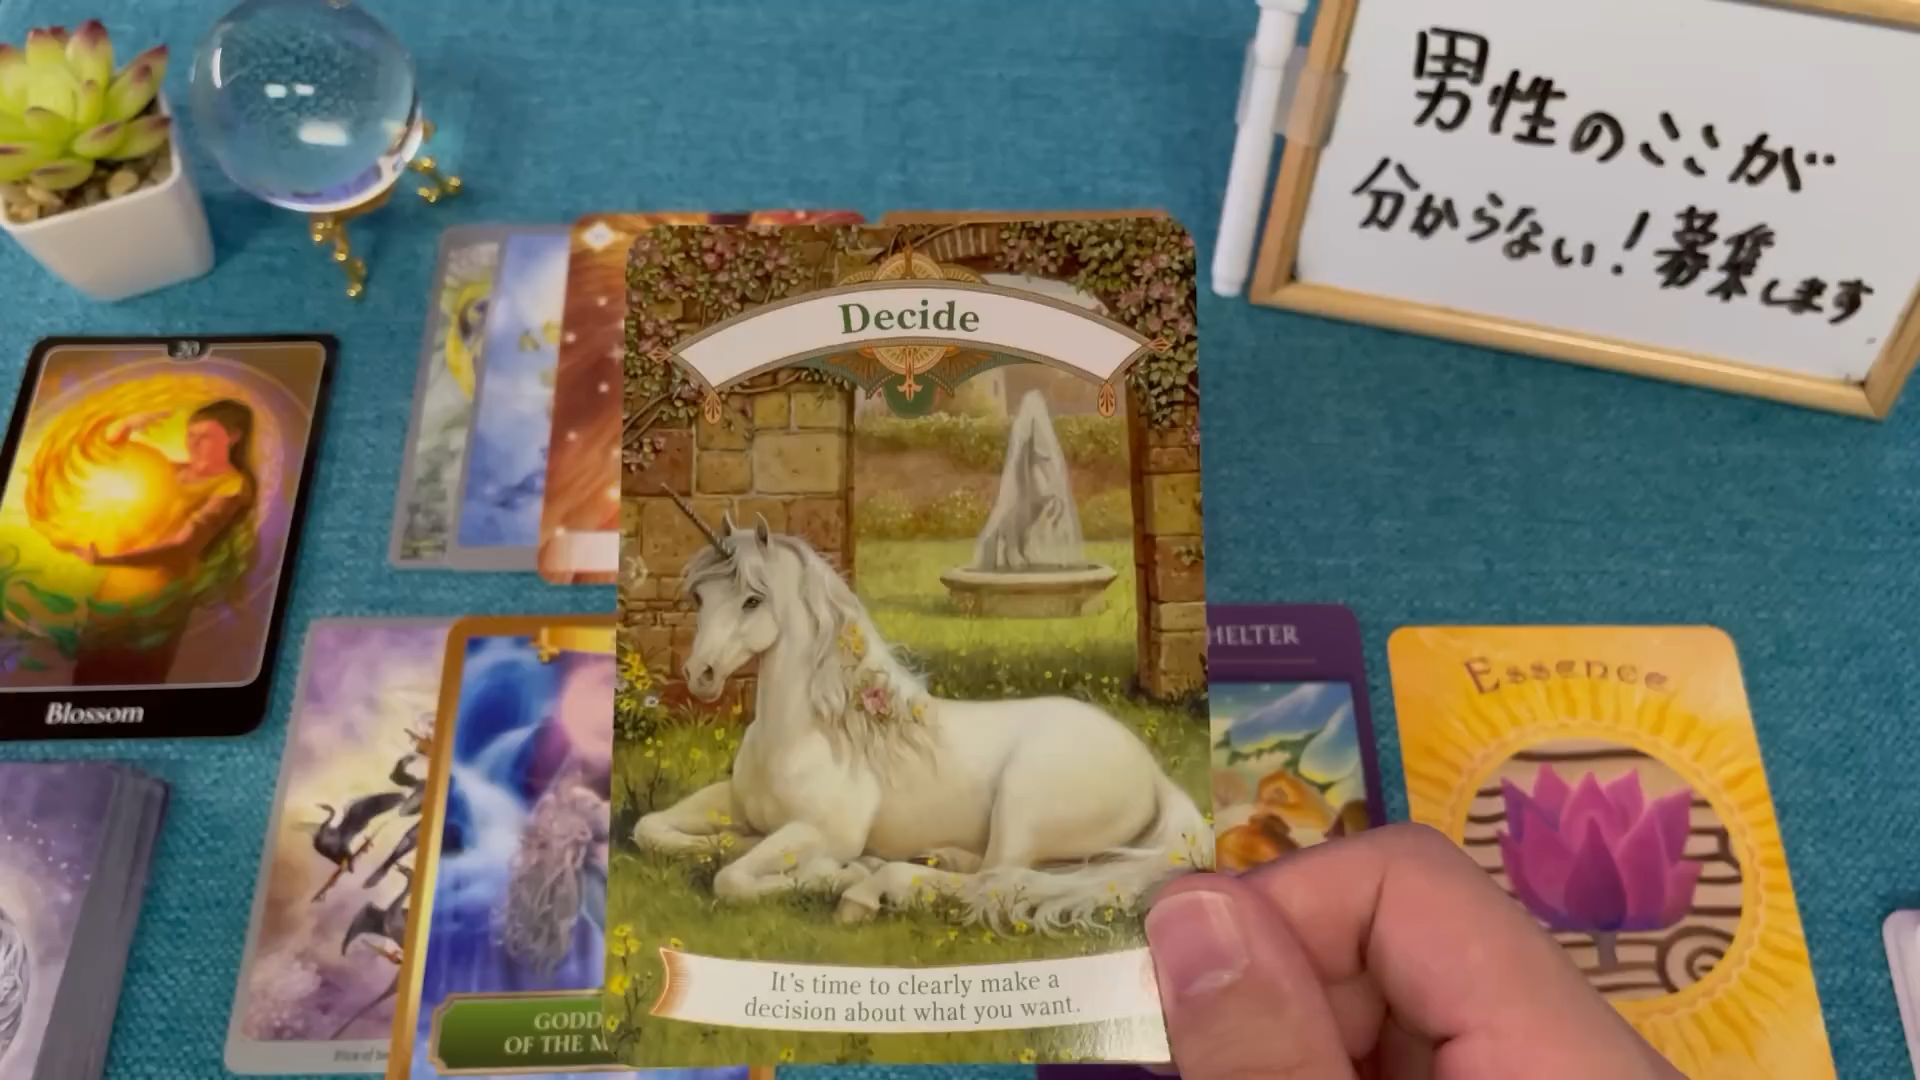 男性のここが
分からない!募集します
Decide
30
HELTER
Essence
Blossom
It's time to clearly make a
decision about what you want.
GODD
OF THE M